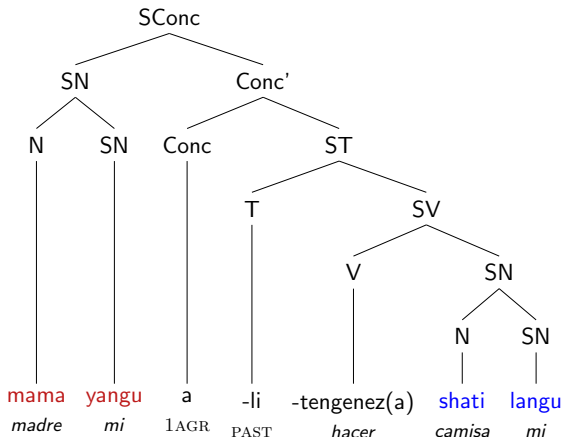 SConc
SN Conc'
N SN Conc ST
T SV
V SN
N SN
mama yangu a -li -tengenez(a) shati langu
madre mi 1AGR PAST hacer camisa mi